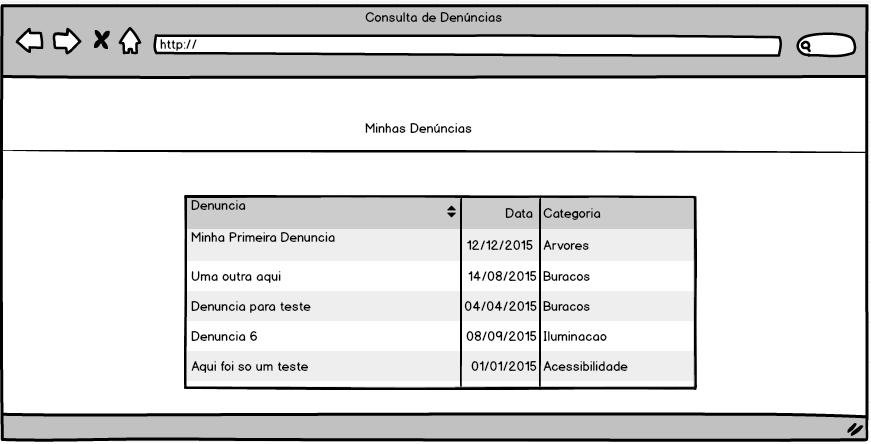 Consulta de Denúncias
http://
Minhas Denúncias
Denuncia Data Categoria
Minha Primeira Denuncia 12/12/2015 Arvores
Uma outra aqui 14/08/2015 Buracos
Denuncia para teste 04/04/2015 Buracos
Denuncia 6 08/09/2015 Iluminacao
Aqui foi so um teste 01/01/2015 Acessibilidade